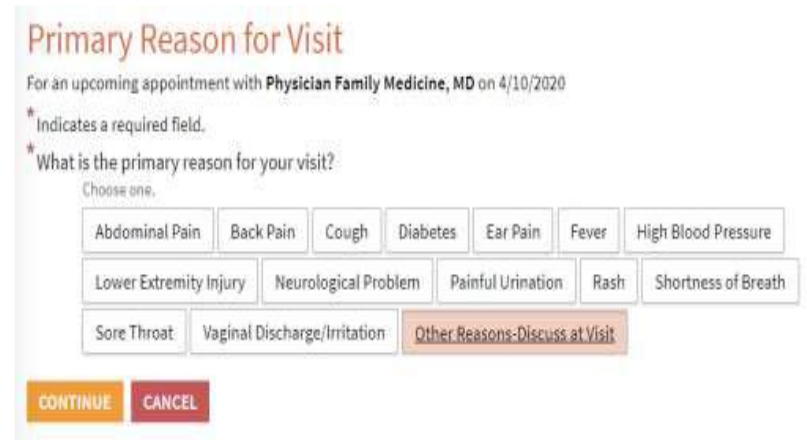 Primary Reason for Visit
For an upcoming appointment with Physician Family Medicine, MD on 4/10/2020
*Indicates a required field.
*What is the primary reason for your visit?
Choose one.
Abdominal Pain Back Pain Cough Diabetes Ear Pain Fever High Blood Pressure
Lower Extremity Injury Neurological Problem Painful Urination Rash Shortness of Breath
Sore Throat Vaginal Discharge/Irritation Other Reasons-Discuss at Visit
CONTINUE CANCEL